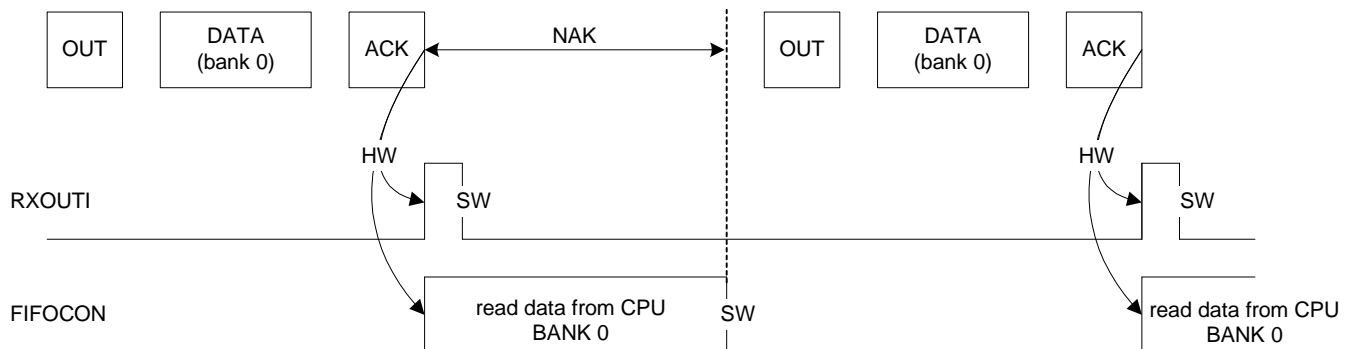 OUT
DATA
(bank 0)
ACK
NAK
OUT
DATA
(bank 0)
ACK
HW
HW
RXOUTI
SW
SW
FIFOCON
read data from CPU
BANK 0
SW
read data from CPU
BANK 0